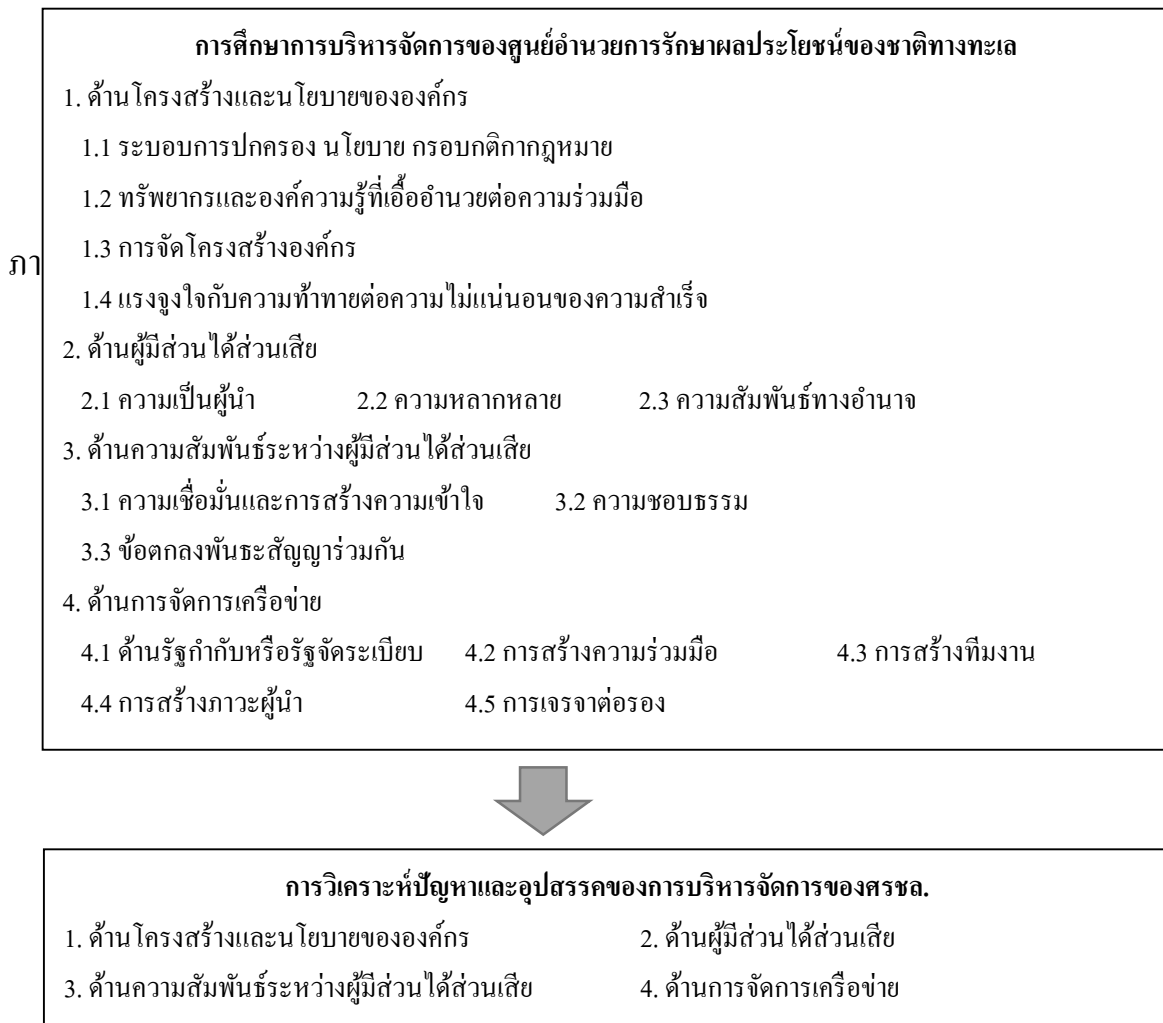 การศึกษาการบริหารจัดการของศูนย์อำนวยการรักษาผลประโยชน์ของชาติทางทะเล
1. ด้านโครงสร้างและนโยบายขององค์กร
1.1 ระบอบการปกครอง นโยบาย กรอบกติกากฎหมาย
1.2 ทรัพยากรและองค์ความรู้ที่เอื้ออำนวยต่อความร่วมมือ
1.3 การจัดโครงสร้างองค์กร
ภา
1.4 แรงจูงใจกับความท้าทายต่อความไม่แน่นอนของความสำเร็จ
2. ด้านผู้มีส่วนได้ส่วนเสีย
2.1 ความเป็นผู้นำ 2.2 ความหลากหลาย 2.3 ความสัมพันธ์ทางอำนาจ
3. ด้านความสัมพันธ์ระหว่างผู้มีส่วนได้ส่วนเสีย
3.1 ความเชื่อมั่นและการสร้างความเข้าใจ 3.2 ความชอบธรรม
3.3 ข้อตกลงพันธะสัญญาร่วมกัน
4. ด้านการจัดการเครือข่าย
4.1 ด้านรัฐกำกับหรือรัฐจัดระเบียบ 4.2 การสร้างความร่วมมือ 4.3 การสร้างทีมงาน
4.4 การสร้างภาวะผู้นำ 4.5 การเจรจาต่อรอง
การวิเคราะห์ปัญหาและอุปสรรคของการบริหารจัดการของศรชล.
1. ด้านโครงสร้างและนโยบายขององค์กร 2. ด้านผู้มีส่วนได้ส่วนเสีย
3. ด้านความสัมพันธ์ระหว่างผู้มีส่วนได้ส่วนเสีย 4. ด้านการจัดการเครือข่าย